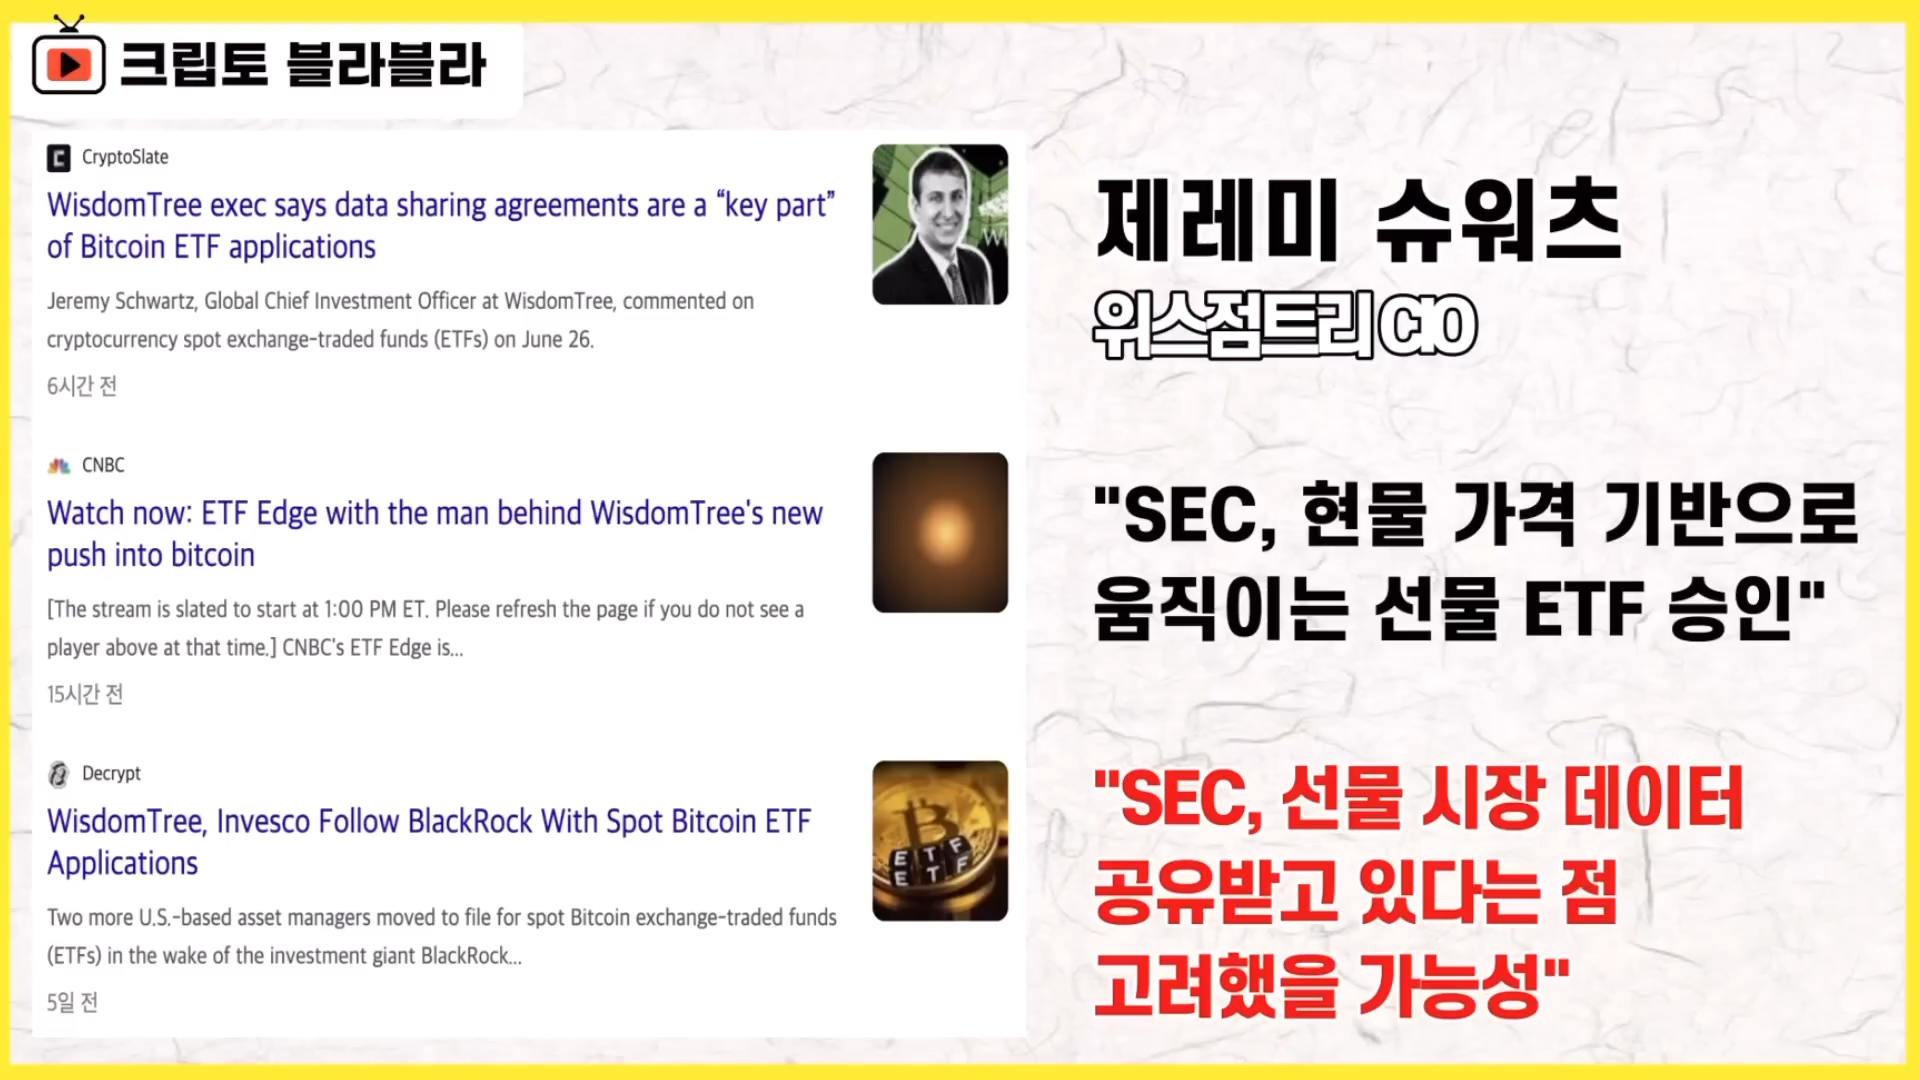 크립토 블라블라
CryptoSlate
WisdomTree exec says data sharing agreements are a “key part”
of Bitcoin ETF applications
Jeremy Schwartz, Global Chief Investment Officer at WisdomTree, commented on
cryptocurrency spot exchange-traded funds (ETFs) on June 26.
6시간 전
CNBC
Watch now: ETF Edge with the man behind WisdomTree's new
push into bitcoin
[The stream is slated to start at 1:00 PM ET. Please refresh the page if you do not see a
player above at that time.] CNBC's ETF Edge is...
15시간 전
Decrypt
WisdomTree, Invesco Follow BlackRock With Spot Bitcoin ETF
Applications
Two more U.S.-based asset managers moved to file for spot Bitcoin exchange-traded funds
(ETFs) in the wake of the investment giant BlackRock...
5일 전
ETF
ETF
제레미 슈워츠
위스점트리 CIO
"SEC, 현물 가격 기반으로
움직이는 선물 ETF 승인"
"SEC, 선물 시장 데이터
공유받고 있다는 점
고려했을 가능성"